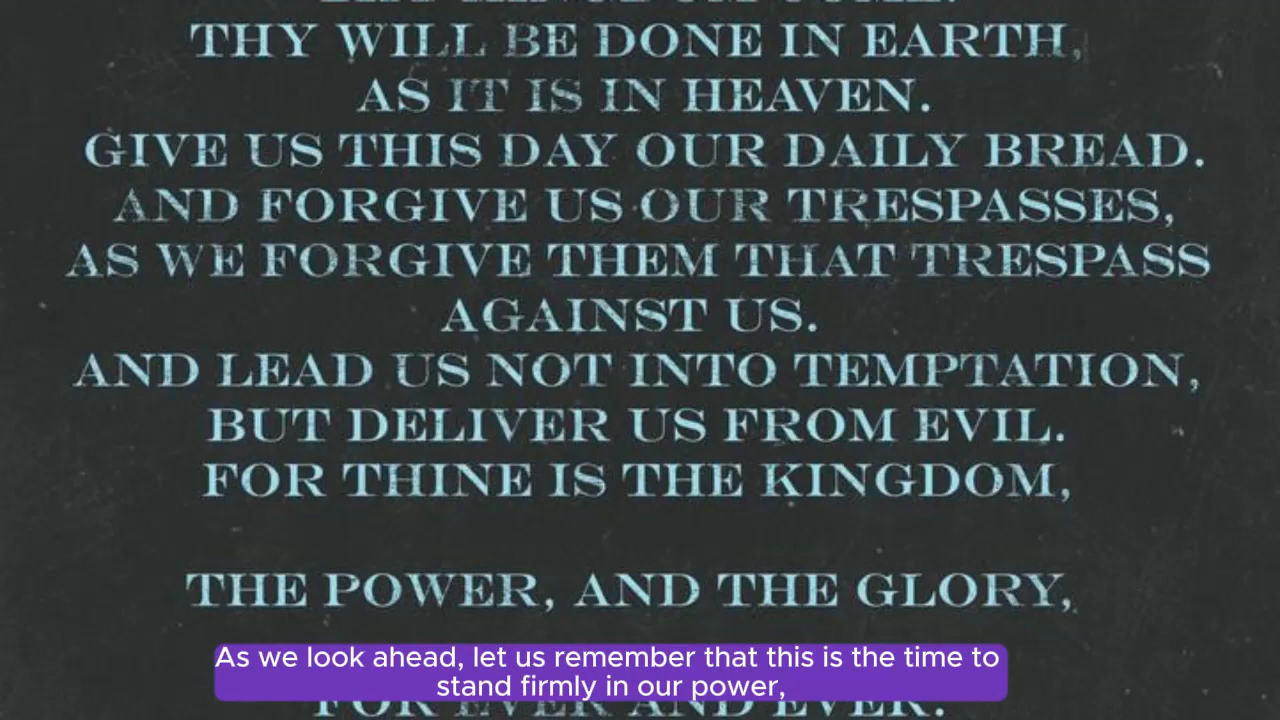 THY WILL BE DONE IN EARTH,
AS IT IS IN HEAVEN.
GIVE US THIS DAY OUR DAILY BREAD.
AND FORGIVE US OUR TRESPASSES,
AS WE FORGIVE THEM THAT TRESPASS
AGAINST US.
AND LEAD US NOT INTO TEMPTATION,
BUT DELIVER US FROM EVIL.
FOR THINE IS THE KINGDOM,
THE POWER, AND THE GLORY,
As we look ahead, let us remember that this is the time to
stand firmly in our power,
FOR EVER AND EVER.